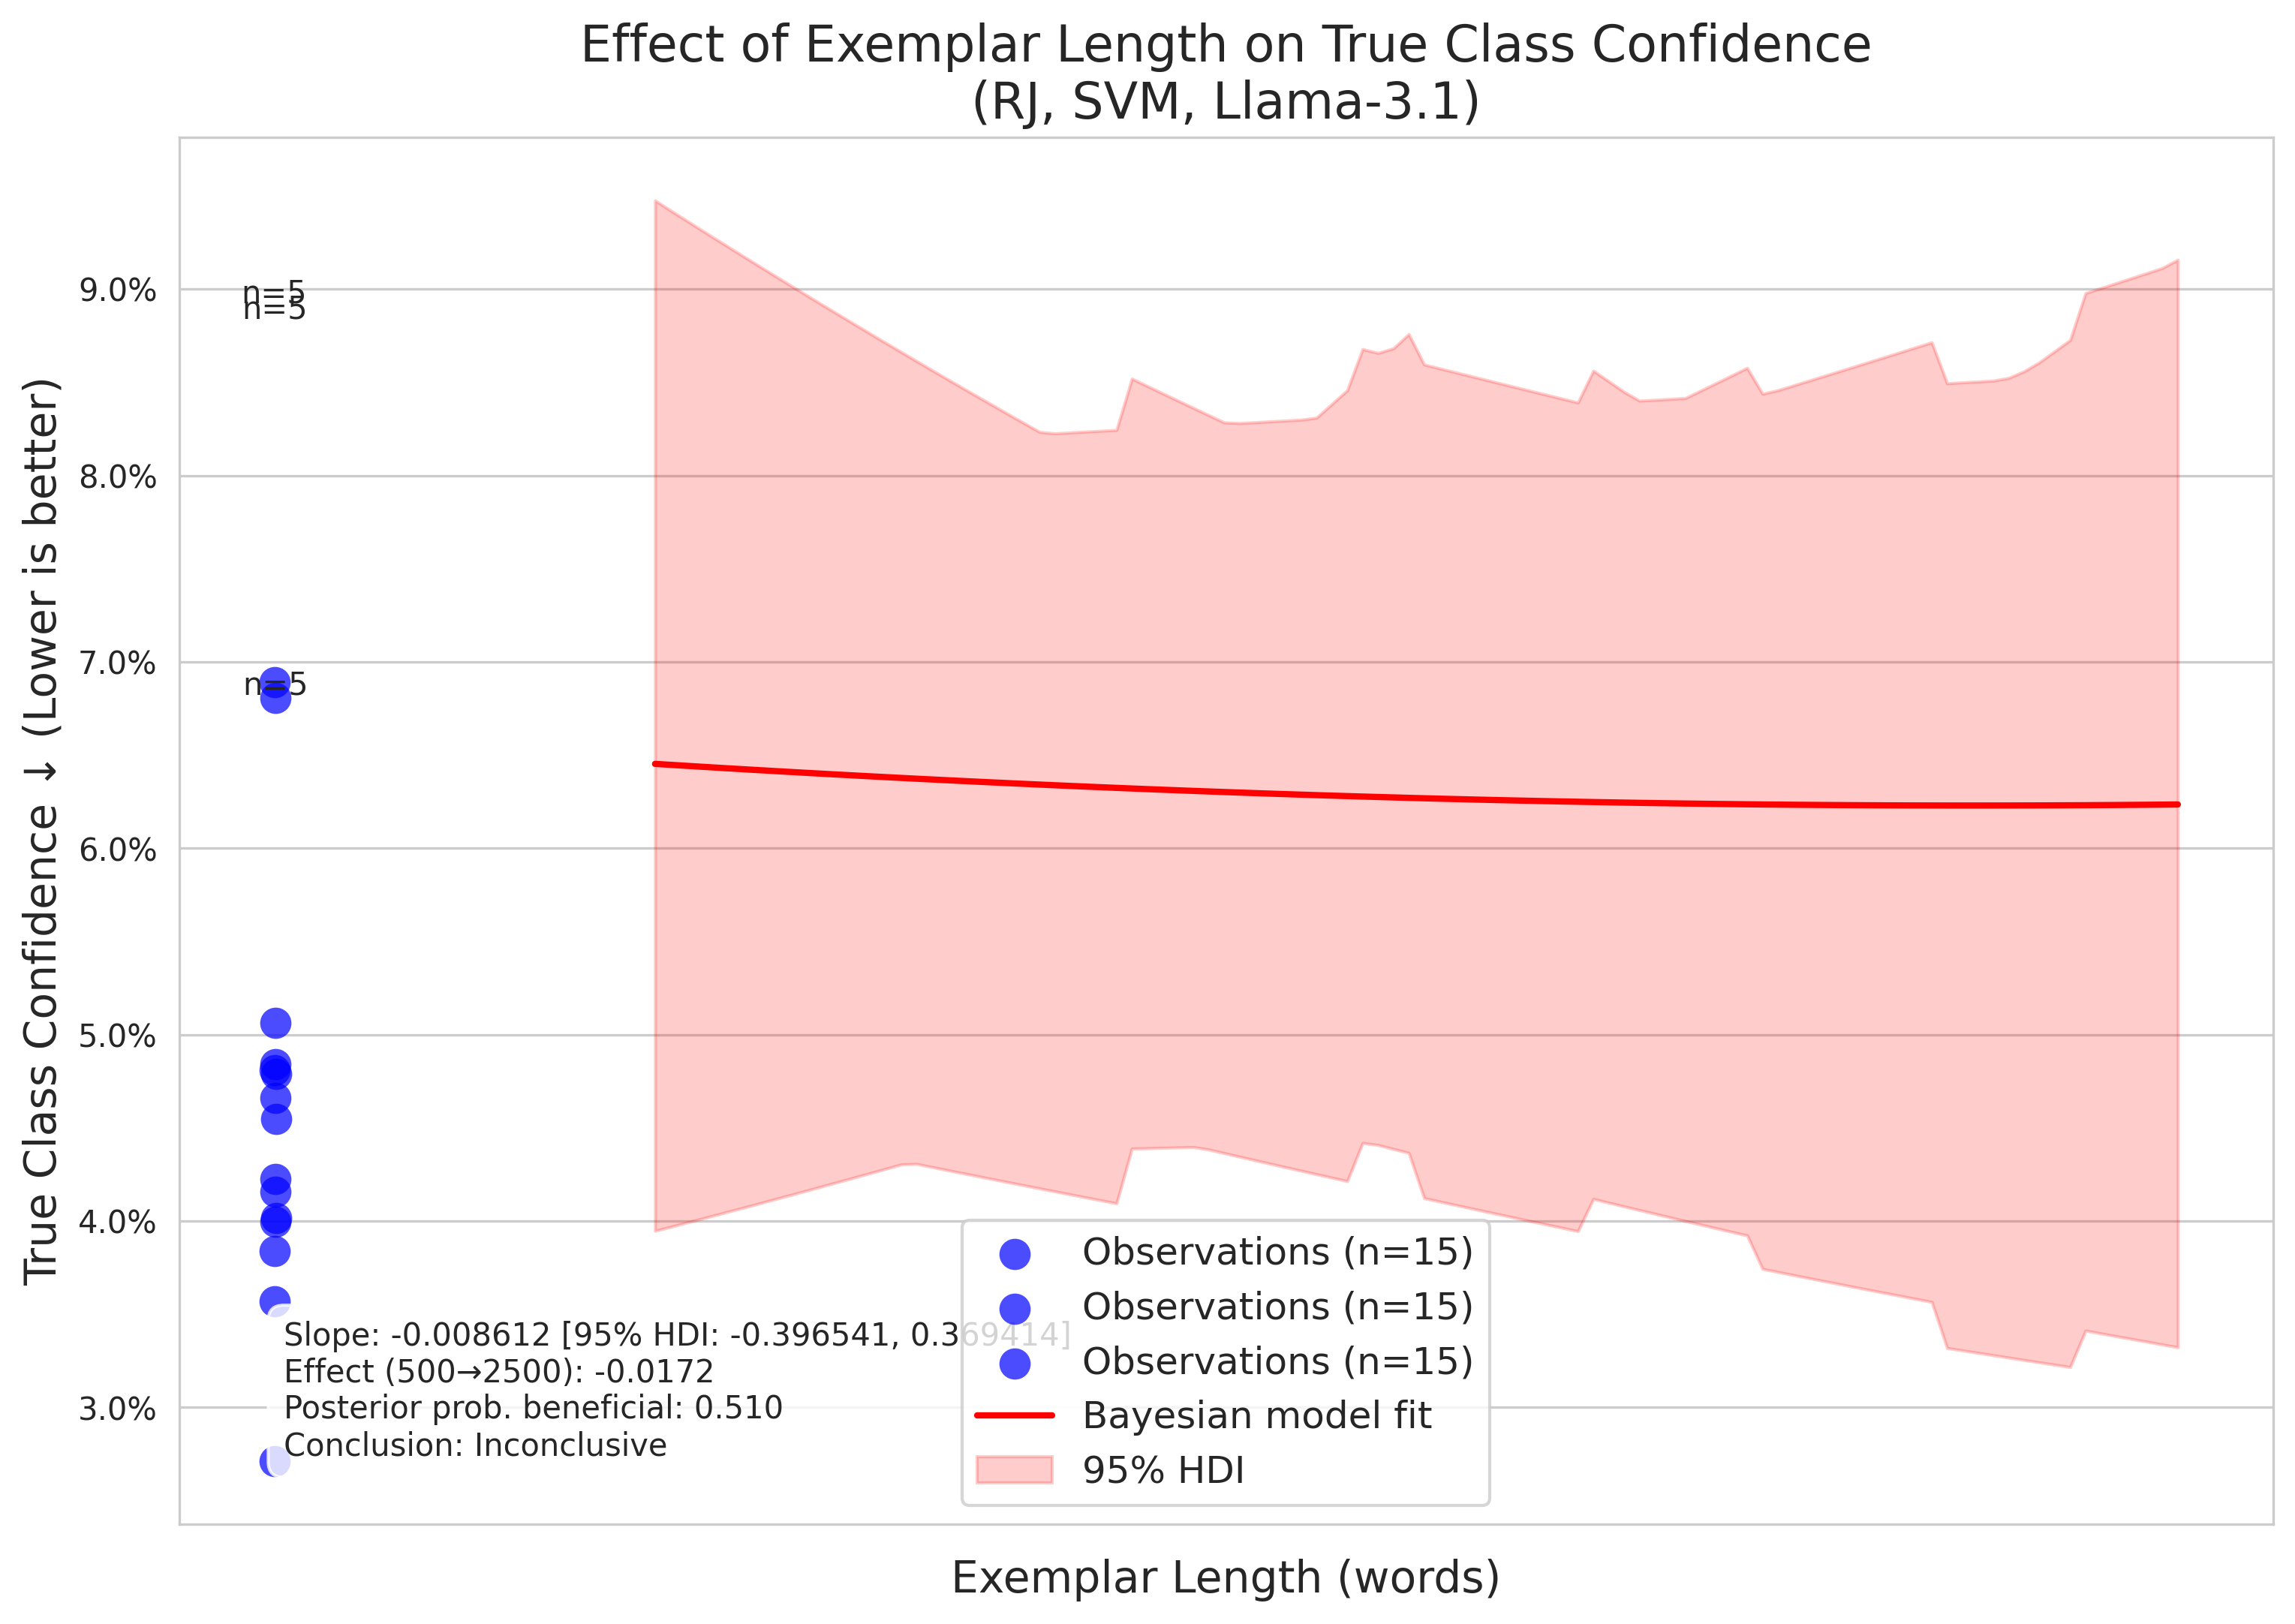 Effect of Exemplar Length on True Class Confidence
(RJ, SVM, Llama-3.1)
True Class Confidence ↓ (Lower is better)
9.0%
8.0%
7.0%
6.0%
5.0%
4.0%
3.0%
n=5
n=5
n=5
Slope: -0.008612 [95% HDI: -0.396541, 0.369414]
Effect (500→2500): -0.0172
Posterior prob. beneficial: 0.510
Conclusion: Inconclusive
Observations (n=15)
Observations (n=15)
Observations (n=15)
Bayesian model fit
95% HDI
Exemplar Length (words)